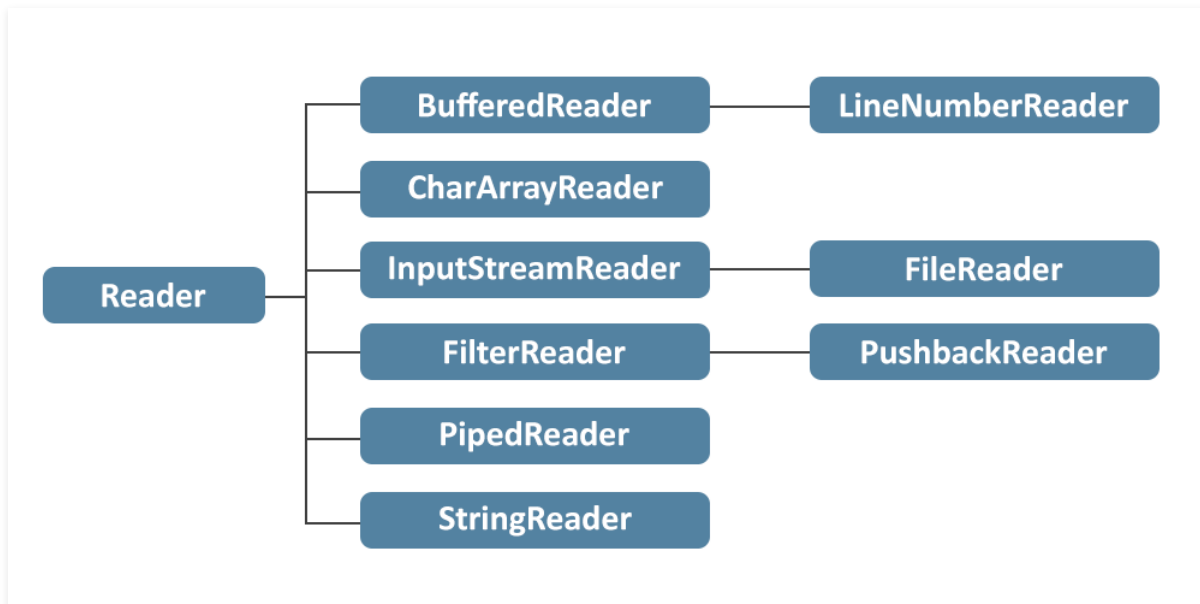 Reader
BufferedReader
LineNumberReader
CharArrayReader
InputStreamReader
FileReader
FilterReader
PushbackReader
PipedReader
StringReader